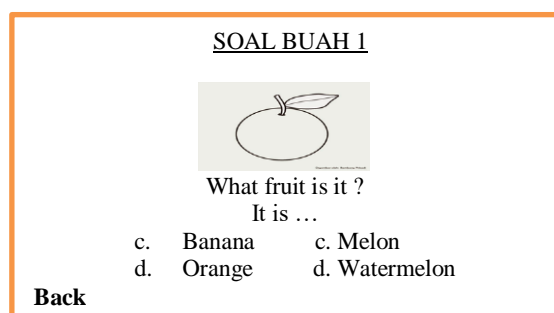 SOAL BUAH 1
What fruit is it ?
It is …
c. Banana c. Melon
d. Orange d. Watermelon
Back